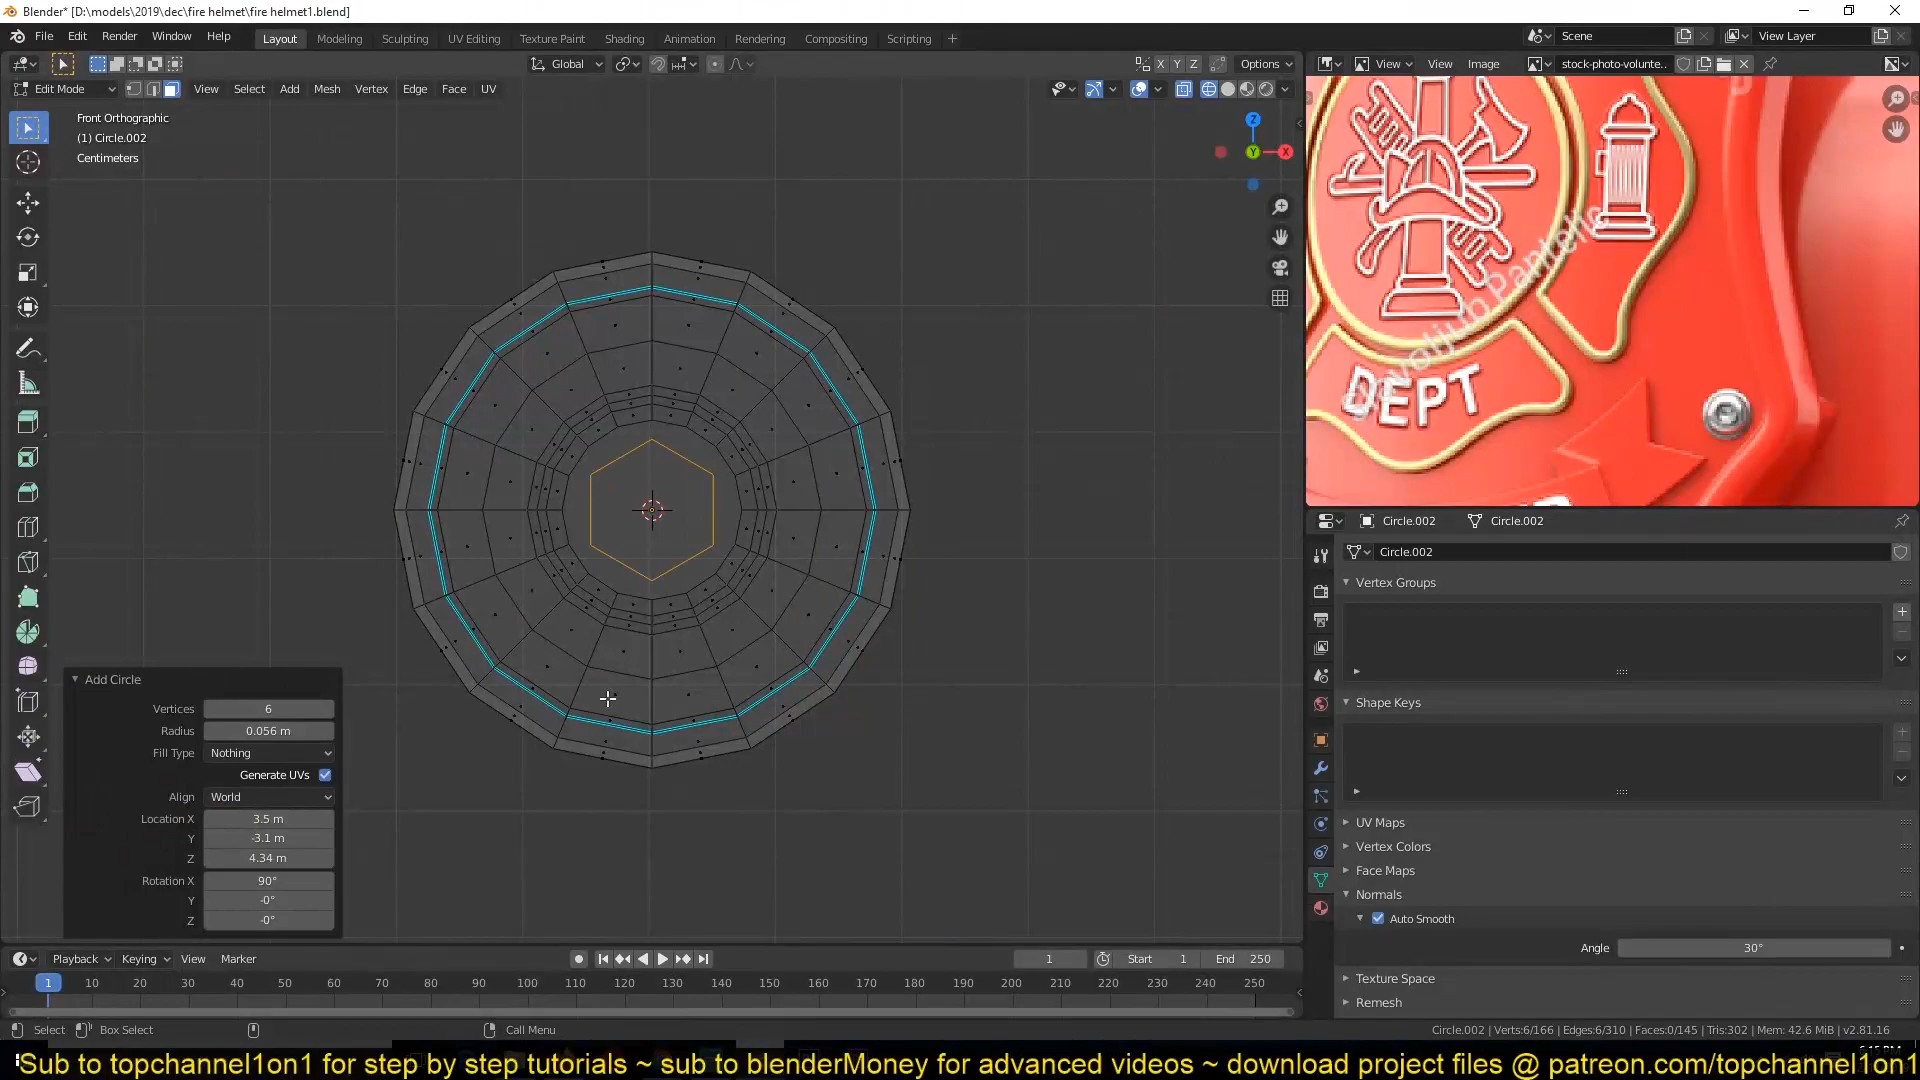 Blender* [D:\models\2019\dec\fire helmet\fire helmet1.blend]
File Edit Render Window Help Layout Modeling Sculpting UV Editing Texture Paint Shading Animation Rendering Compositing Scripting + Scene View Layer
Global Options View View Image stock-photo-volunte..
Edit Mode View Select Add Mesh Vertex Edge Face UV
Front Orthographic
(1) Circle.002
Centimeters
Z
Y
X
DEPT
Circle.002 Circle.002
Circle.002
Vertex Groups
Shape Keys
UV Maps
Vertex Colors
Face Maps
Normals
Auto Smooth
Angle 30°
Texture Space
Remesh
Add Circle
Vertices 6
Radius 0.056 m
Fill Type Nothing
Generate UVs
Align World
Location X 3.5 m
Y -3.1 m
Z 4.34 m
Rotation X 90°
Y -0°
Z -0°
Playback Keying View Marker 1 Start 1 End 250
1 10 20 30 40 50 60 70 80 90 100 110 120 130 140 150 160 170 180 190 200 210 220 230 240 250
Select Box Select Call Menu Circle.002 | Verts:6/166 | Edges:6/310 | Faces:0/145 | Tris:302 | Mem: 42.6 MiB | v2.81.16
Sub to topchannel1on1 for step by step tutorials ~ sub to blenderMoney for advanced videos ~ download project files @ patreon.com/topchannel1on1